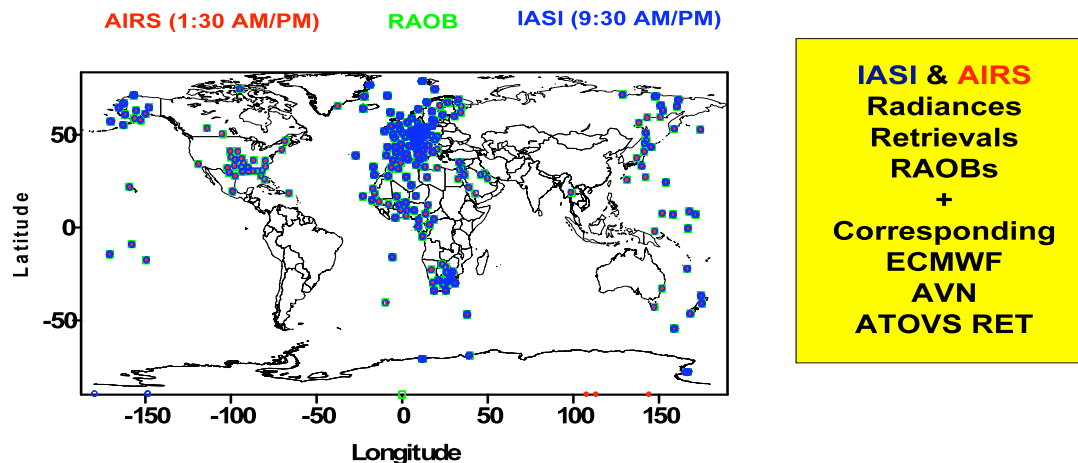 AIRS (1:30 AM/PM) RAOB IASI (9:30 AM/PM)
IASI & AIRS
Radiances
Retrievals
RAOBs
+
Corresponding
ECMWF
AVN
ATOVS RET
Latitude
50
0
-50
-150 -100 -50 0 50 100 150
Longitude